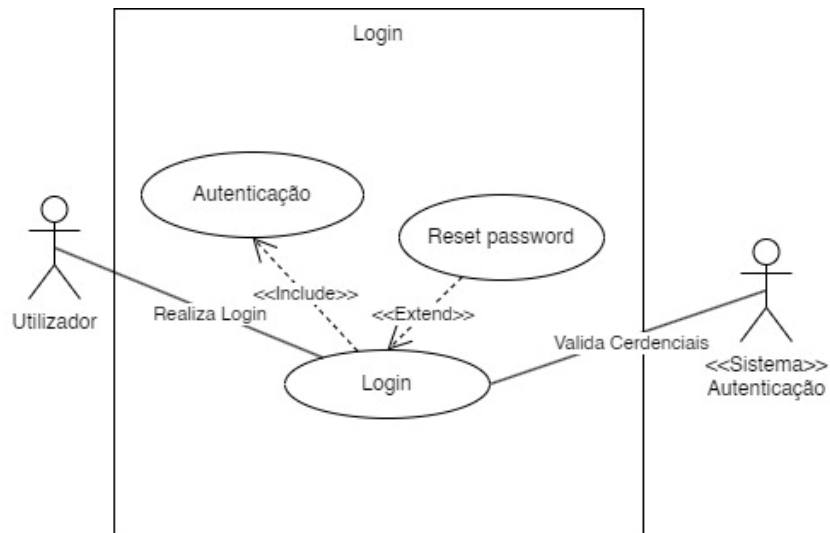 Login
Autenticação
Reset password
<<Include>>
Realiza Login
<<Extend>>
Utilizador
Valida Cerdenciais
<<Sistema>>
Autenticação
Login